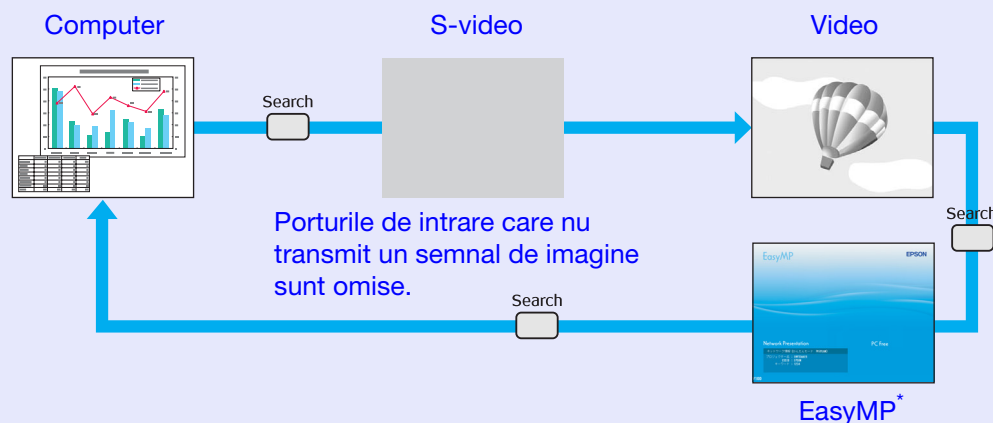 Computer
S-video
Video
Search
Search
Porturile de intrare care nu
transmit un semnal de imagine
sunt omise.
Search
EasyMP
EPSON
Network Presentation
PC Free
EasyMP*